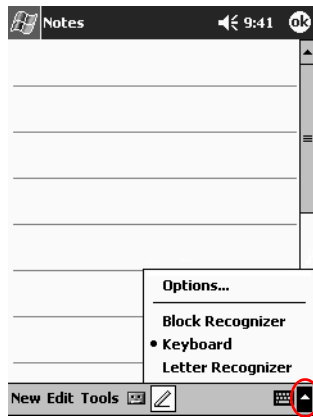 Notes 9:41 ok
Options...
Block Recognizer
Keyboard
Letter Recognizer
New Edit Tools